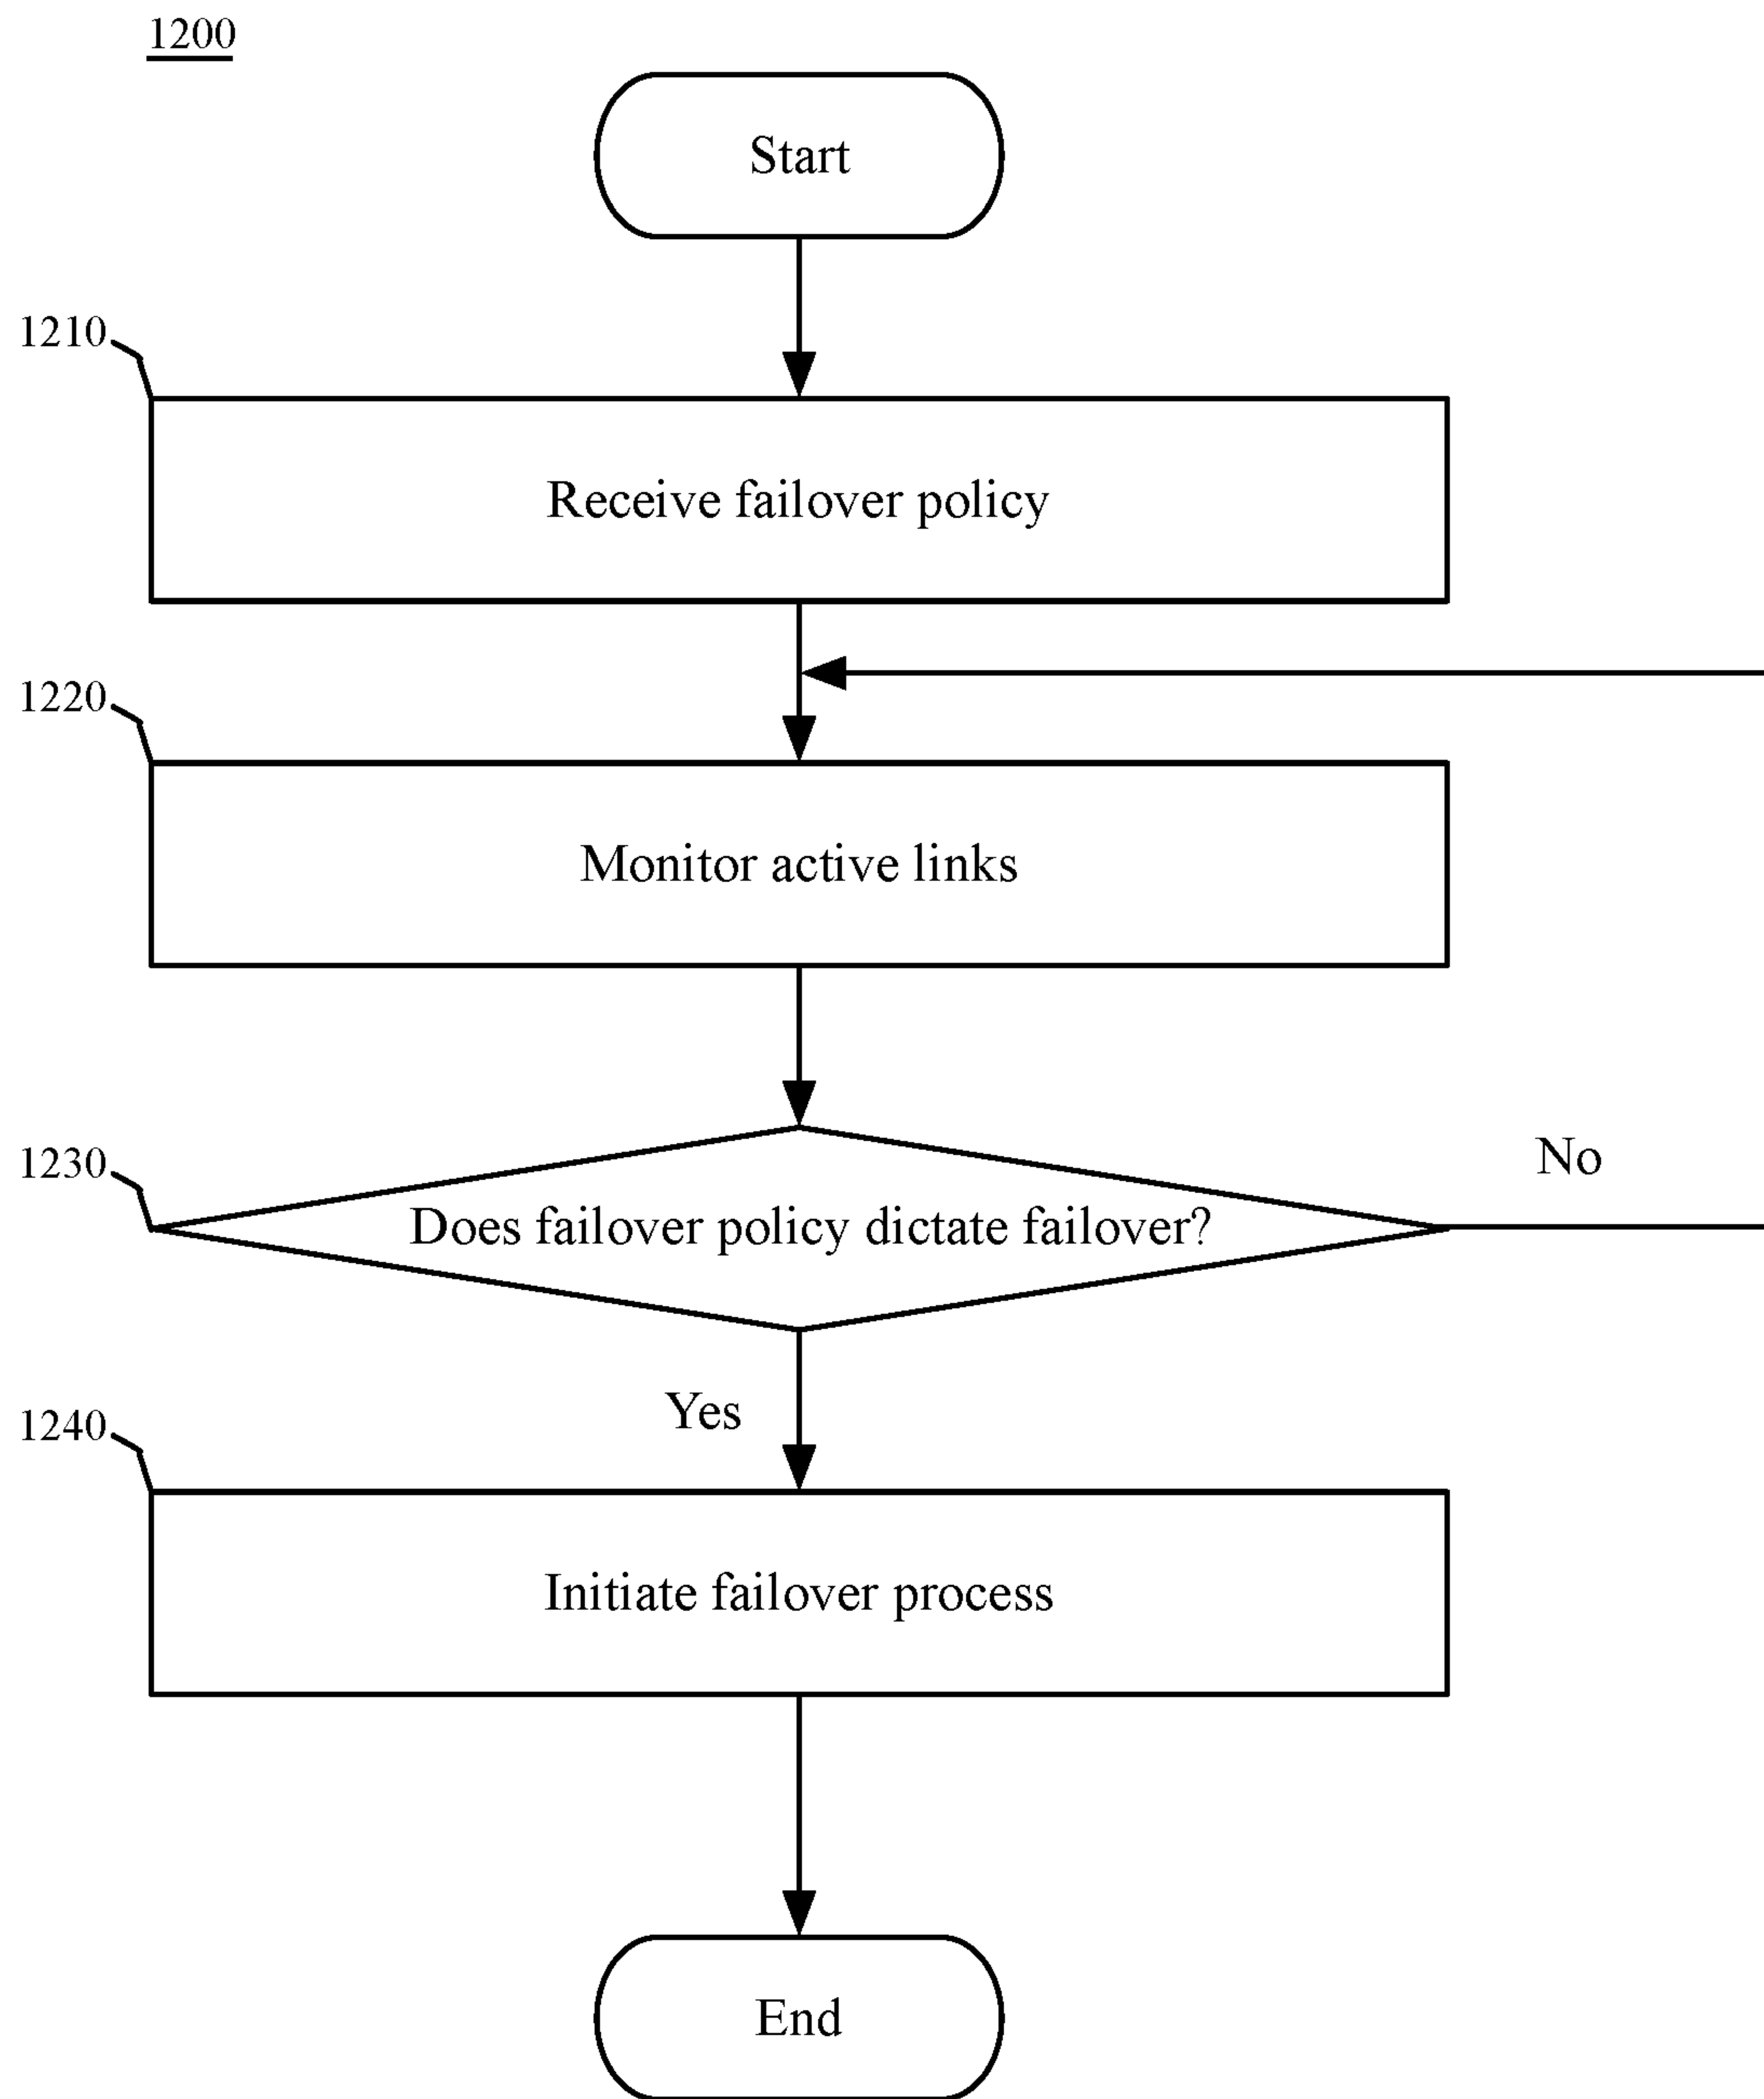 1200
Start
1210
Receive failover policy
1220
Monitor active links
1230
Does failover policy dictate failover?
No
Yes
1240
Initiate failover process
End